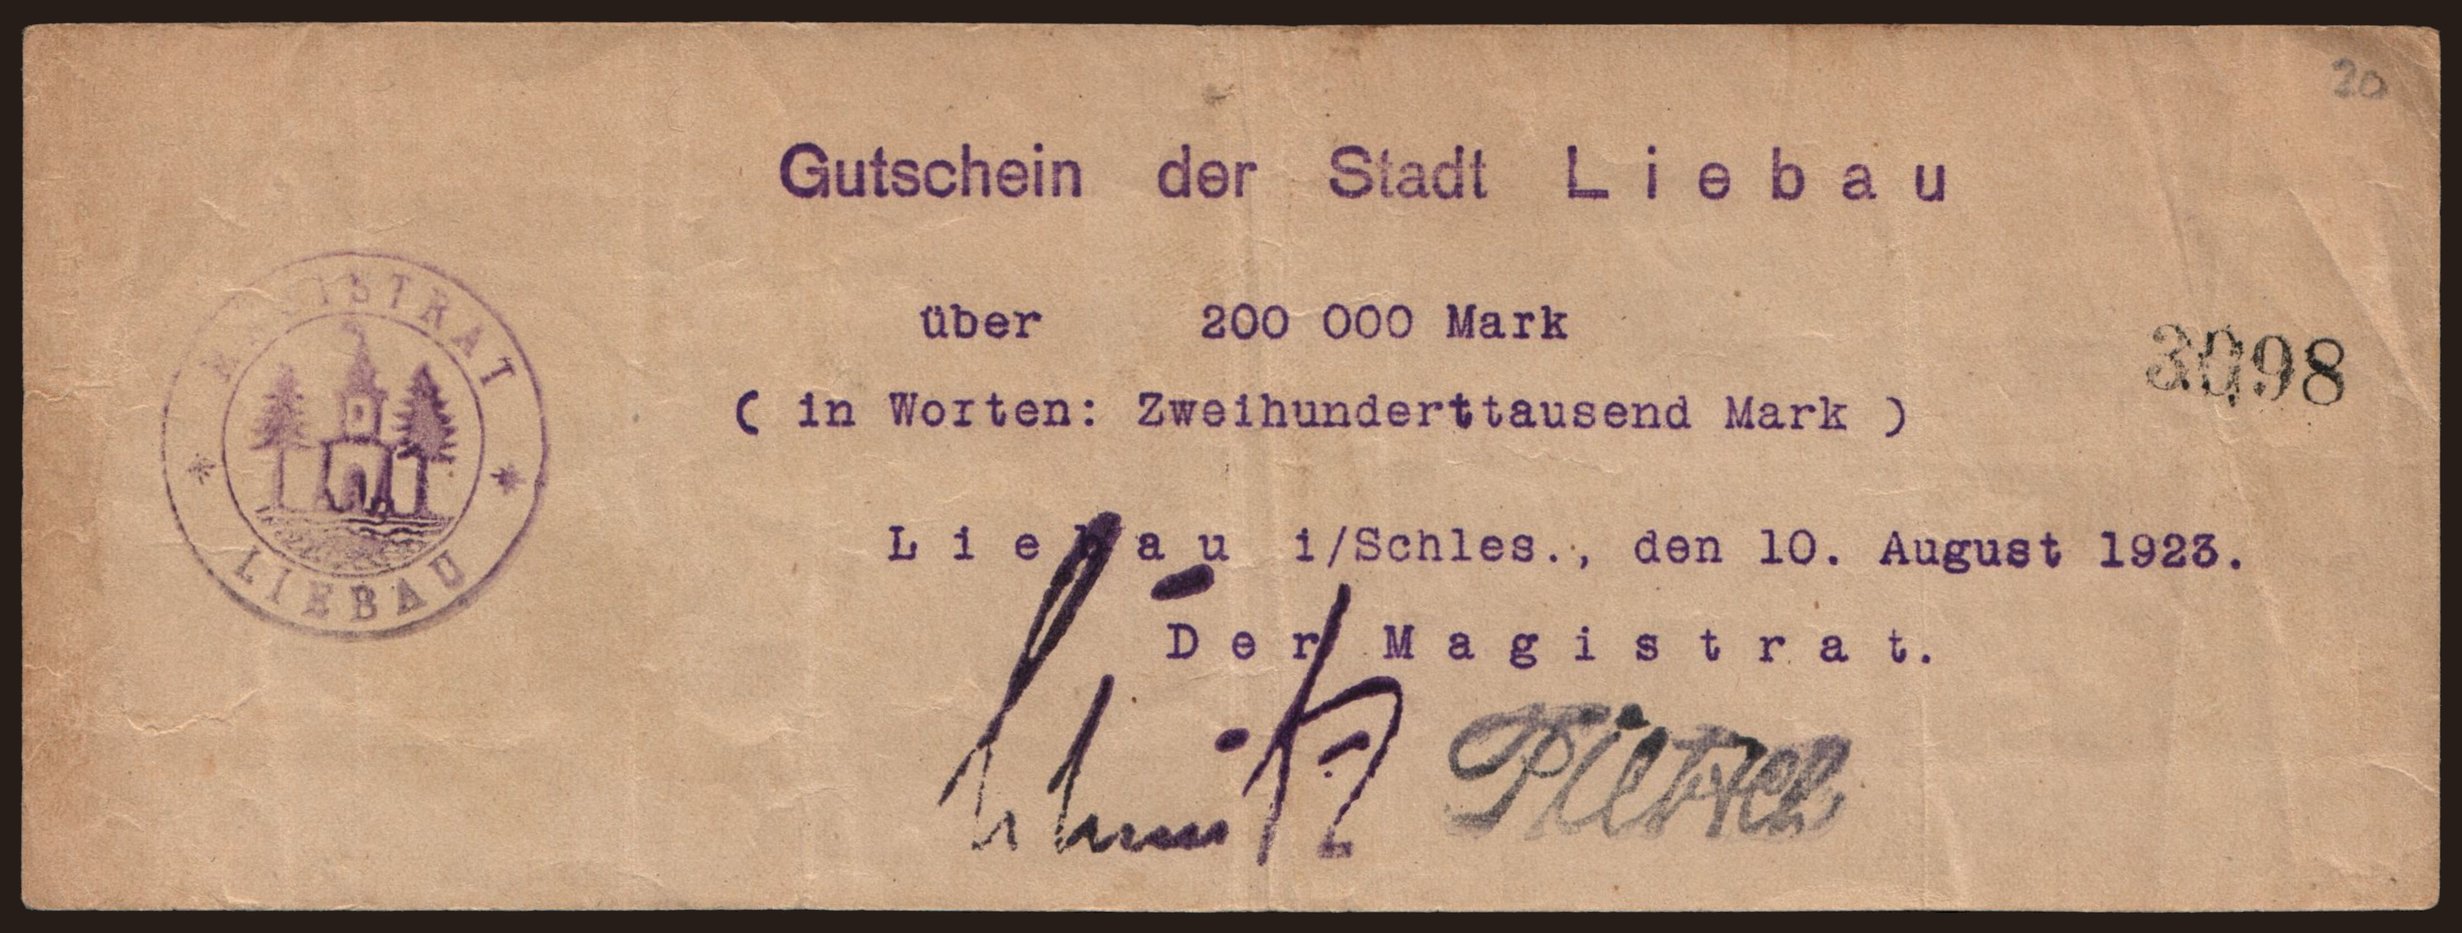 20
Gutschein der Stadt Liebau
über 200 000 Mark
( in Worten: Zweihunderttausend Mark )
3098
Liebau i/Schles., den 10. August 1923.
Der Magistrat.
MAGISTRAT
* LIEBAU *